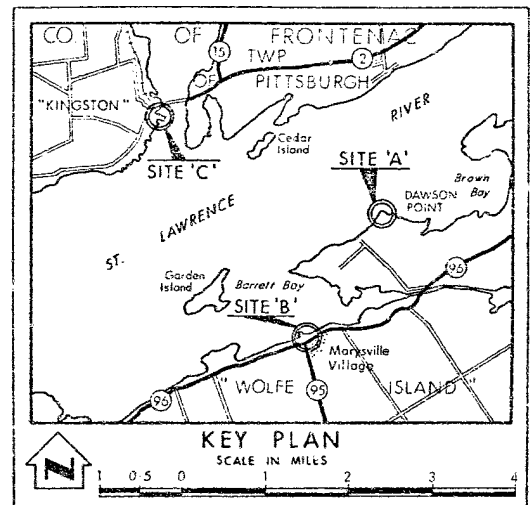 CO. OF FRONTENAC
15
TWP
2
OF PITTSBURGH
"KINGSTON"
RIVER
Cedar
Island
SITE 'C'
SITE 'A'
Brown
Bay
DAWSON
POINT
ST. LAWRENCE
96
Garden
Island
Barrett Bay
SITE 'B'
Marysville
Village
"WOLFE ISLAND"
96
95
KEY PLAN
SCALE IN MILES
N
1 0·5 0 1 2 3 4